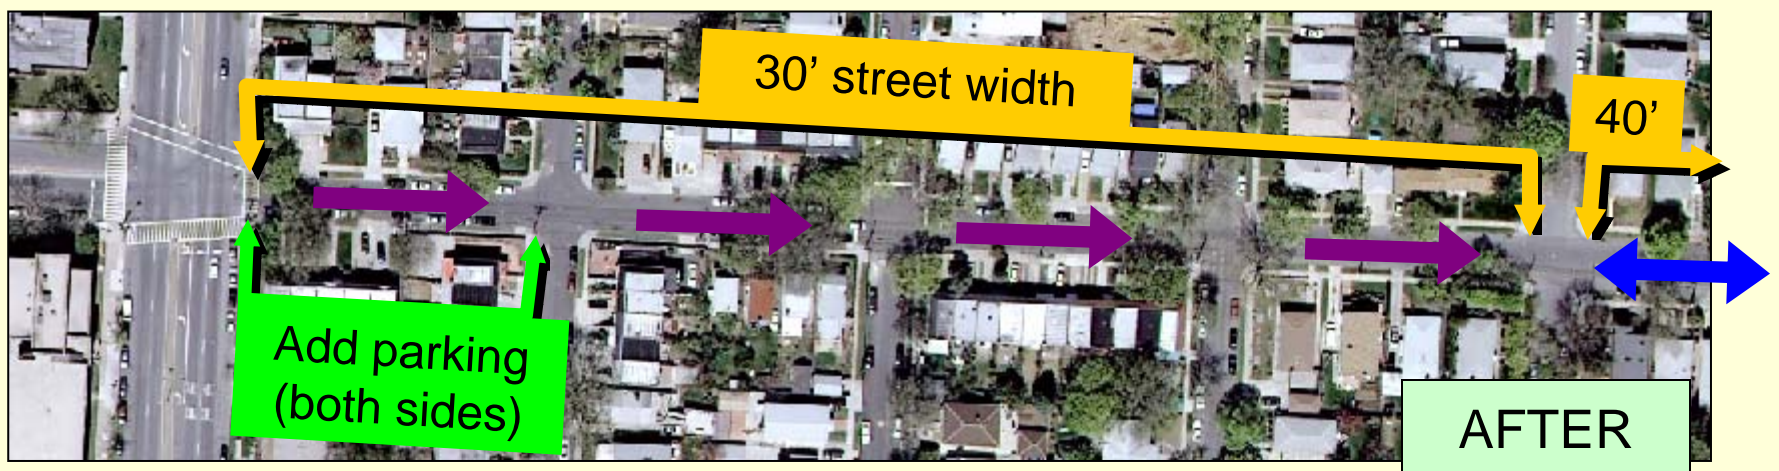 30’ street width
40’
Add parking
(both sides)
AFTER